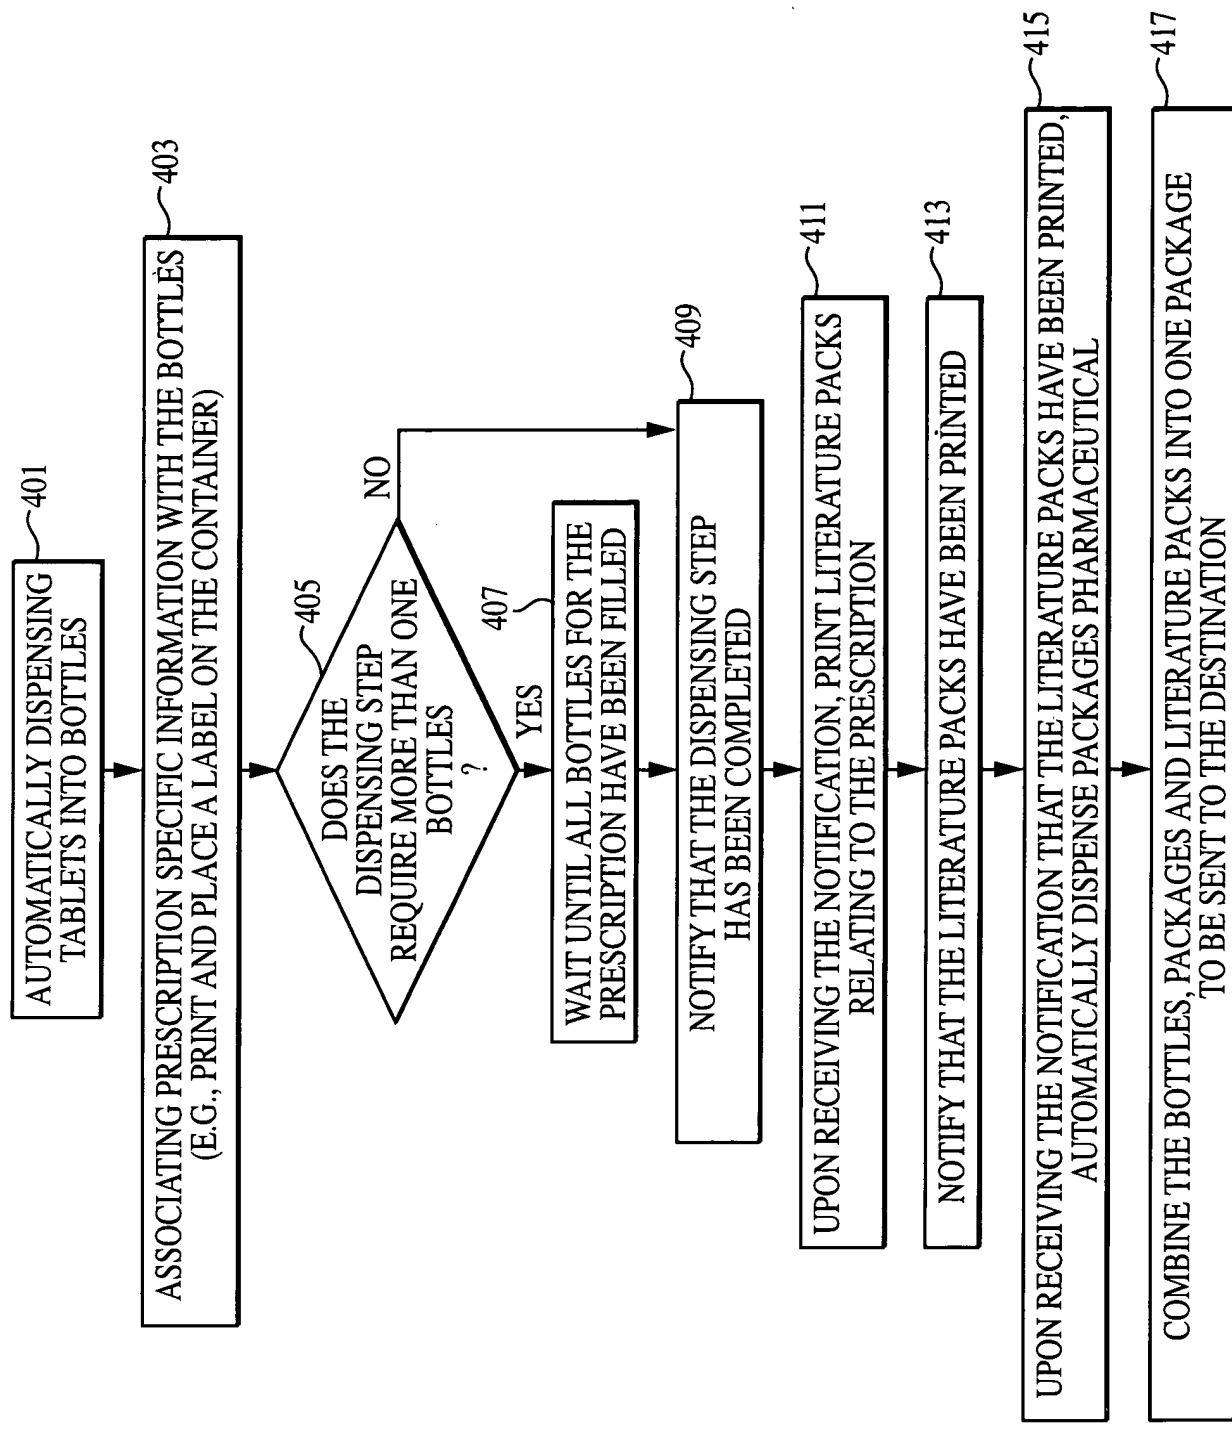 401
AUTOMATICALLY DISPENSING
TABLETS INTO BOTTLES
403
ASSOCIATING PRESCRIPTION SPECIFIC INFORMATION WITH THE BOTTLES
(E.G., PRINT AND PLACE A LABEL ON THE CONTAINER)
405
DOES THE
DISPENSING STEP
REQUIRE MORE THAN ONE
BOTTLES
?
NO
YES
407
WAIT UNTIL ALL BOTTLES FOR THE
PRESCRIPTION HAVE BEEN FILLED
409
NOTIFY THAT THE DISPENSING STEP
HAS BEEN COMPLETED
411
UPON RECEIVING THE NOTIFICATION, PRINT LITERATURE PACKS
RELATING TO THE PRESCRIPTION
413
NOTIFY THAT THE LITERATURE PACKS HAVE BEEN PRINTED
415
UPON RECEIVING THE NOTIFICATION THAT THE LITERATURE PACKS HAVE BEEN PRINTED,
AUTOMATICALLY DISPENSE PACKAGES PHARMACEUTICAL
417
COMBINE THE BOTTLES, PACKAGES AND LITERATURE PACKS INTO ONE PACKAGE
TO BE SENT TO THE DESTINATION